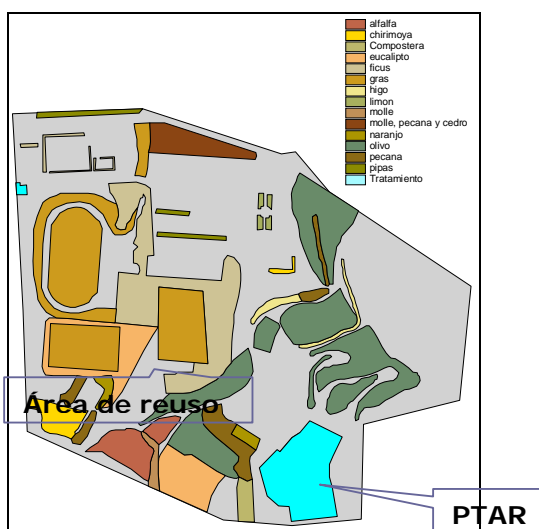 alfalfa
chirimoya
Compostera
eucalipto
ficus
gras
higo
limon
molle
molle, pecana y cedro
naranjo
olivo
pecana
pipas
Tratamiento
Área de reuso
PTAR